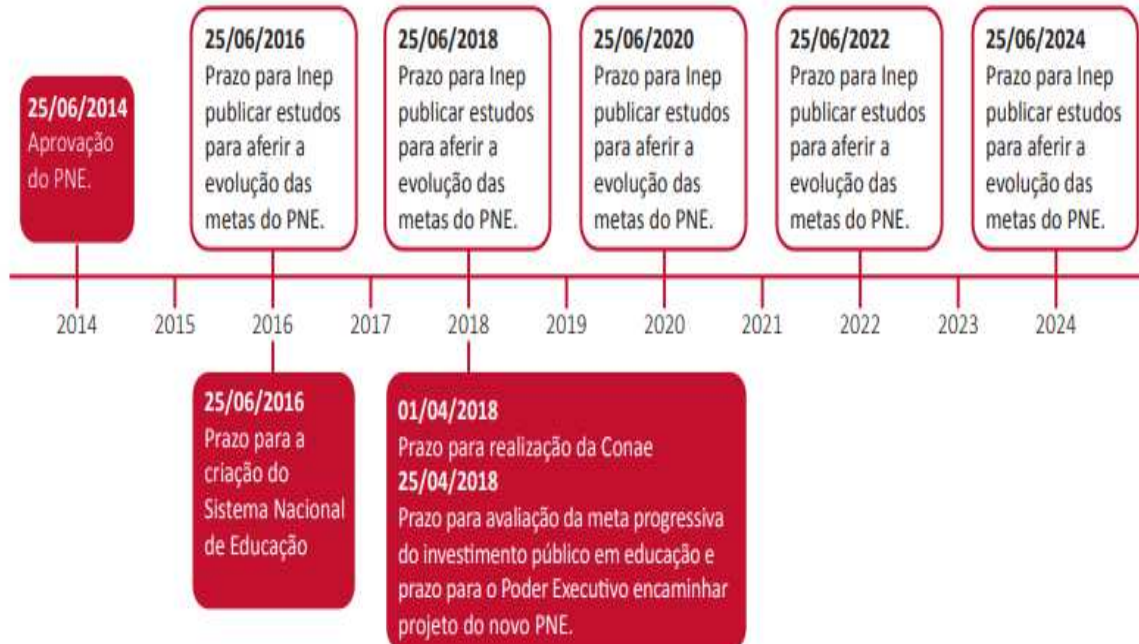 25/06/2014
Aprovação
do PNE.
25/06/2016
Prazo para Inep
publicar estudos
para aferir a
evolução das
metas do PNE.
25/06/2018
Prazo para Inep
publicar estudos
para aferir a
evolução das
metas do PNE.
25/06/2020
Prazo para Inep
publicar estudos
para aferir a
evolução das
metas do PNE.
25/06/2022
Prazo para Inep
publicar estudos
para aferir a
evolução das
metas do PNE.
25/06/2024
Prazo para Inep
publicar estudos
para aferir a
evolução das
metas do PNE.
2014 2015 2016 2017 2018 2019 2020 2021 2022 2023 2024
25/06/2016
Prazo para a
criação do
Sistema Nacional
de Educação
01/04/2018
Prazo para realização da Conae
25/04/2018
Prazo para avaliação da meta progressiva
do investimento público em educação e
prazo para o Poder Executivo encaminhar
projeto do novo PNE.